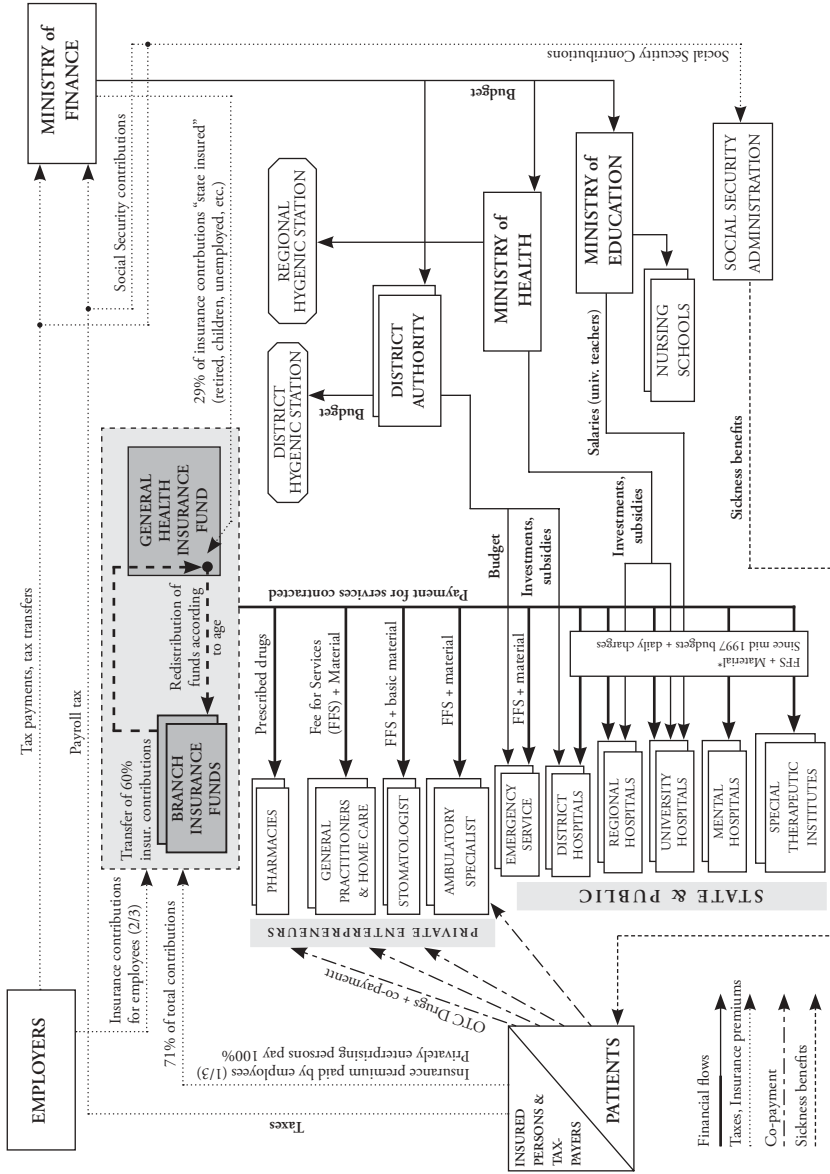 EMPLOYERS
MINISTRY of
FINANCE
Tax payments, tax transfers
Payroll tax
Social Security contributions
Social Secutity Contributions
Insurance contributions
for employees (2/3)
71% of total contributions
Taxes
Insurance premium paid by employees (1/3)
Privately enterprising persons pay 100%
Transfer of 60%
insur. contributions
BRANCH
INSURANCE
FUNDS
Redistribution of
funds according
to age
GENERAL
HEALTH
INSURANCE
FUND
29% of insurance contrbutions "state insured"
(retired, children, unemployed, etc.)
Budget
DISTRICT
HYGENIC STATION
REGIONAL
HYGENIC STATION
Budget
DISTRICT
AUTHORITY
MINISTRY of
HEALTH
MINISTRY of
EDUCATION
NURSING
SCHOOLS
SOCIAL SECURITY
ADMINISTRATION
Salaries (univ. teachers)
Investments,
subsidies
Budget
Investments,
subsidies
Sickness benefits
Payment for services contracted
Prescribed drugs
Fee for Services
(FFS) + Material
FFS + basic material
FFS + material
FFS + material
FFS + Material*
Since mid 1997 budgets + daily charges
PHARMACIES
GENERAL
PRACTITIONERS
& HOME CARE
STOMATOLOGIST
AMBULATORY
SPECIALIST
EMERGENCY
SERVICE
DISTRICT
HOSPITALS
REGIONAL
HOSPITALS
UNIVERSITY
HOSPITALS
MENTAL
HOSPITALS
SPECIAL
THERAPEUTIC
INSTITUTES
PRIVATE ENTREPRENEURS
STATE & PUBLIC
OTC Drugs + co-payment
INSURED
PERSONS &
TAX-
PAYERS
PATIENTS
Financial flows
Taxes, Insurance premiums
Co-payment
Sickness benefits